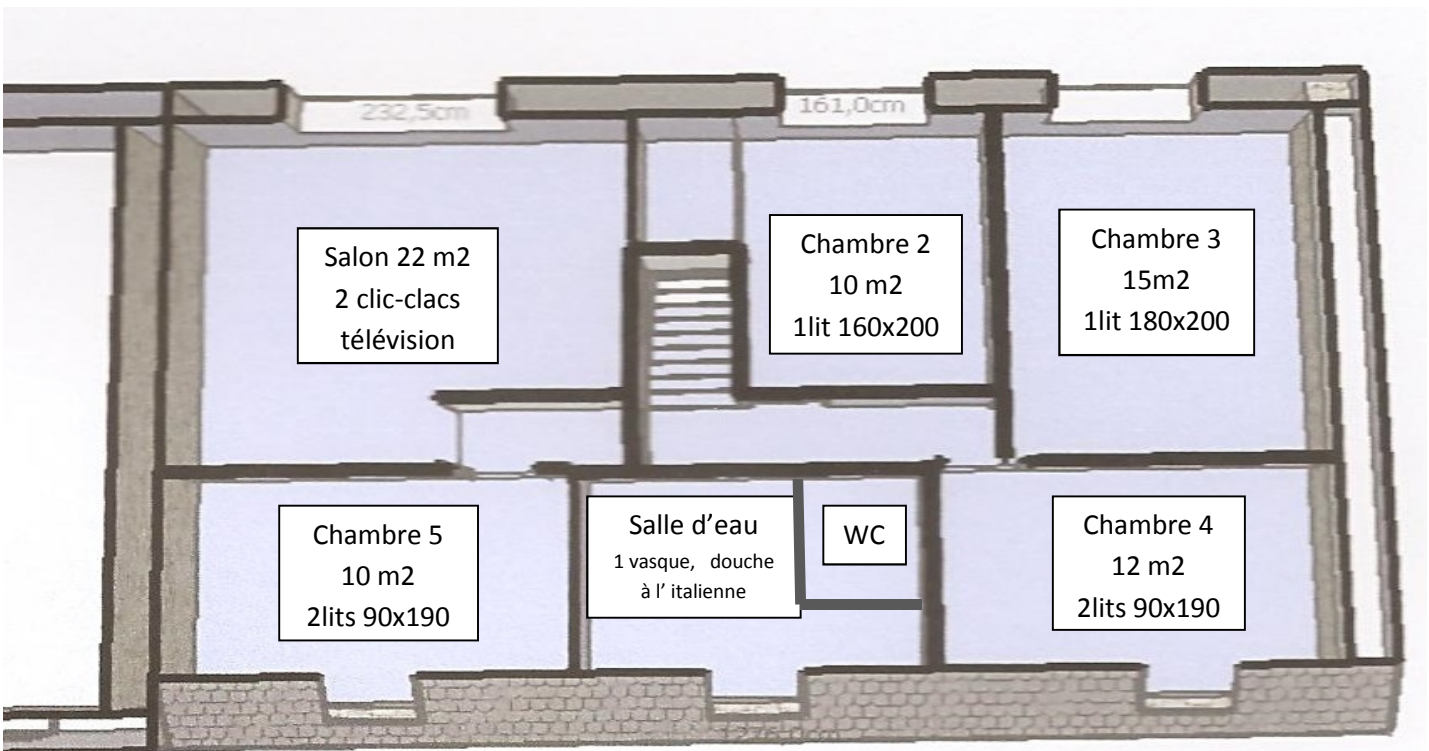 232,5cm
161,0cm
Salon 22 m2
2 clic-clacs
télévision
Chambre 2
10 m2
1lit 160x200
Chambre 3
15m2
1lit 180x200
Chambre 5
10 m2
2lits 90x190
Salle d’eau
1 vasque, douche
à l’ italienne
WC
Chambre 4
12 m2
2lits 90x190